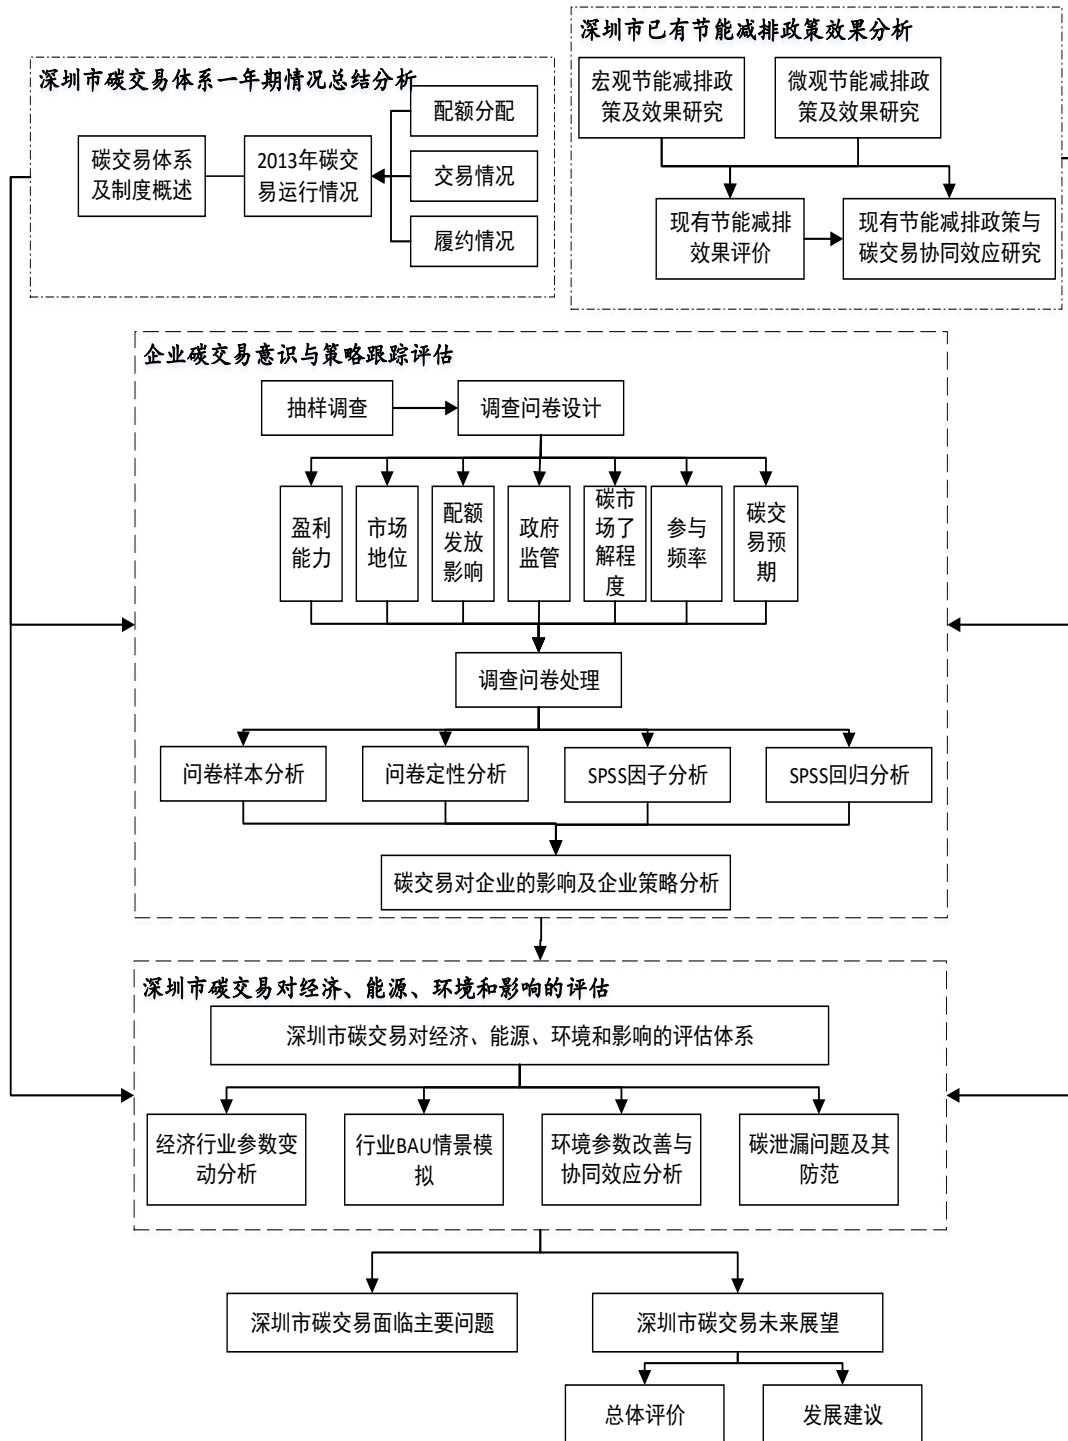 深圳市已有节能减排政策效果分析
宏观节能减排政
策及效果研究
微观节能减排政
策及效果研究
现有节能减排
效果评价
现有节能减排政策与
碳交易协同效应研究
深圳市碳交易体系一年期情况总结分析
碳交易体系
及制度概述
2013年碳交
易运行情况
配额分配
交易情况
履约情况
企业碳交易意识与策略跟踪评估
抽样调查
调查问卷设计
盈利
能力
市场
地位
配额
发放
影响
政府
监管
碳市
场了
解程
度
参与
频率
碳交
易预
期
调查问卷处理
问卷样本分析
问卷定性分析
SPSS因子分析
SPSS回归分析
碳交易对企业的影响及企业策略分析
深圳市碳交易对经济、能源、环境和影响的评估
深圳市碳交易对经济、能源、环境和影响的评估体系
经济行业参数变
动分析
行业BAU情景模
拟
环境参数改善与
协同效应分析
碳泄漏问题及其
防范
深圳市碳交易面临主要问题
深圳市碳交易未来展望
总体评价
发展建议